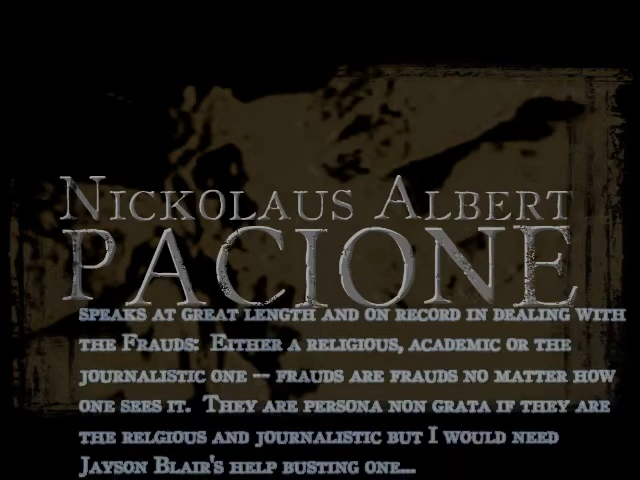 Nickolaus Albert
Pacione
speaks at great length and on record in dealing with
the Frauds:  Either a religious, academic or the
journalistic one -- frauds are frauds no matter how
one sees it.  They are persona non grata if they are
the relgious and journalistic but I would need
Jayson Blair's help busting one...